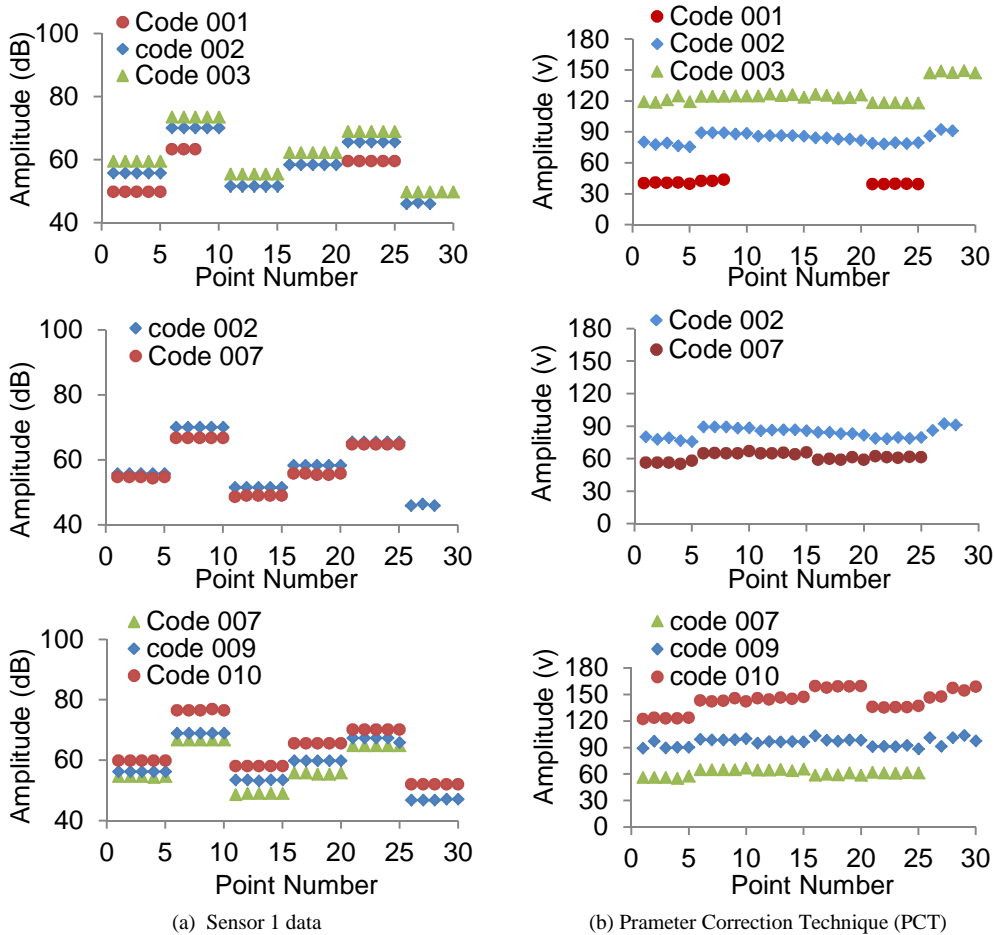 Code 001
code 002
Code 003
Amplitude (dB)
100
80
60
40
0 5 10 15 20 25 30
Point Number
Code 001
Code 002
Code 003
Amplitude (v)
180
150
120
90
60
30
0
0 5 10 15 20 25 30
Point Number
code 002
Code 007
Amplitude (dB)
100
80
60
40
0 5 10 15 20 25 30
Point Number
Code 002
Code 007
Amplitude (v)
180
150
120
90
60
30
0
0 5 10 15 20 25 30
Point Number
Code 007
code 009
Code 010
Amplitude (dB)
100
80
60
40
0 5 10 15 20 25 30
Point Number
code 007
code 009
code 010
Amplitude (v)
180
150
120
90
60
30
0
0 5 10 15 20 25 30
Point Number
(a) Sensor 1 data
(b) Prameter Correction Technique (PCT)